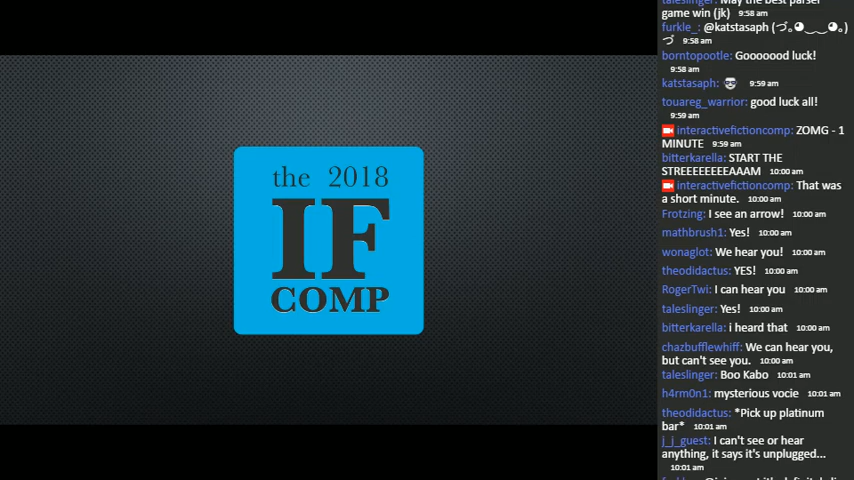 the 2018
IF
COMP
taleslinger: May the best parser
game win (jk) 9:58 am
furkle_: @katstasaph (づ｡◕‿‿◕｡)
づ 9:58 am
borntopootle: Gooooood luck!
9:58 am
katstasaph: 9:59 am
touareg_warrior: good luck all!
9:59 am
interactivefictioncomp: ZOMG - 1
MINUTE 9:59 am
bitterkarella: START THE
STREEEEEEEAAAM 10:00 am
interactivefictioncomp: That was
a short minute. 10:00 am
Frotzing: I see an arrow! 10:00 am
mathbrush1: Yes! 10:00 am
wonaglot: We hear you! 10:00 am
theodidactus: YES! 10:00 am
RogerTwi: I can hear you 10:00 am
taleslinger: Yes! 10:00 am
bitterkarella: i heard that 10:00 am
chazbufflewhiff: We can hear you,
but can't see you. 10:00 am
taleslinger: Boo Kabo 10:01 am
h4rm0n1: mysterious vocie 10:01 am
theodidactus: *Pick up platinum
bar* 10:01 am
j_j_guest: I can't see or hear
anything, it says it's unplugged...
10:01 am